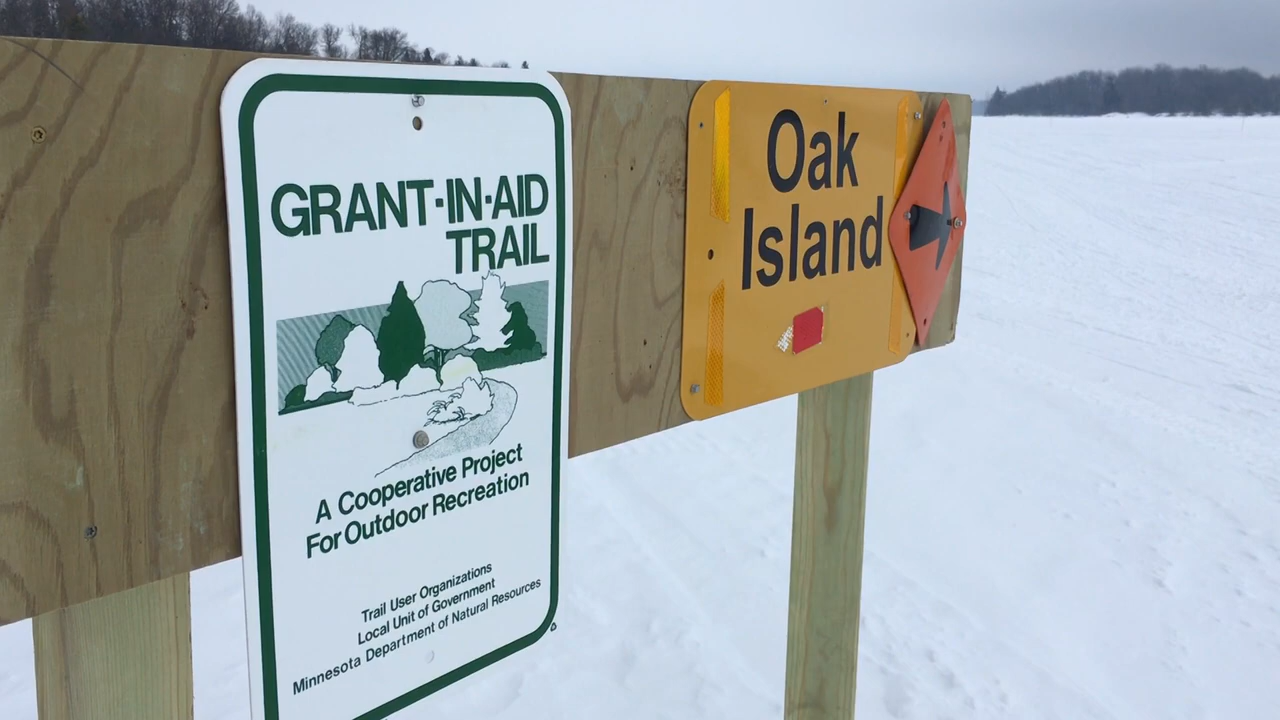 GRANT·IN·AID
TRAIL
A Cooperative Project
For Outdoor Recreation
Trail User Organizations
Local Unit of Government
Minnesota Department of Natural Resources
Oak
Island